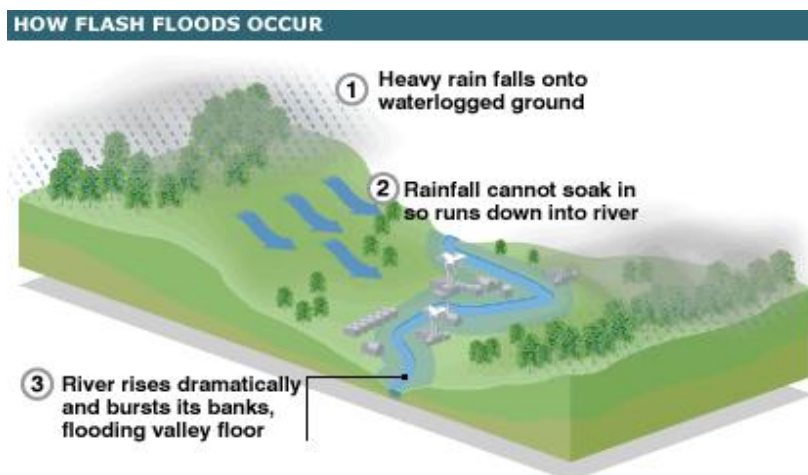 HOW FLASH FLOODS OCCUR
1 Heavy rain falls onto
waterlogged ground
2 Rainfall cannot soak in
so runs down into river
3 River rises dramatically
and bursts its banks,
flooding valley floor